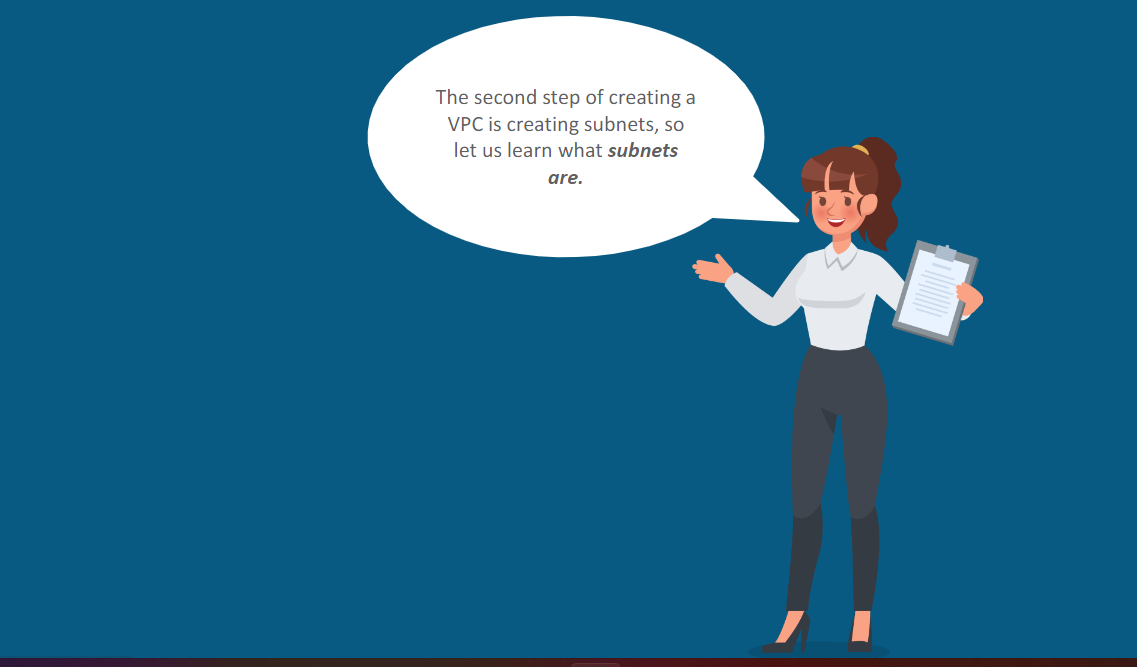 The second step of creating a
VPC is creating subnets, so
let us learn what subnets
are.